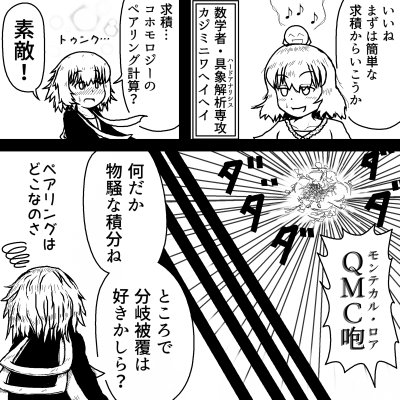 いいね
まずは簡単な
求積からいこうか
数学者・具象解析専攻
ハードアナリシス
カジミニワヘイヘイ
求積…
コホモロジーの
ペアリング計算?
トゥンク…
素敵!
ダダダダ
モンテカル・ロア
QMC咆
何だか
物騒な積分ね
ところで
分岐被覆は
好きかしら?
ペアリングは
どこなのさ